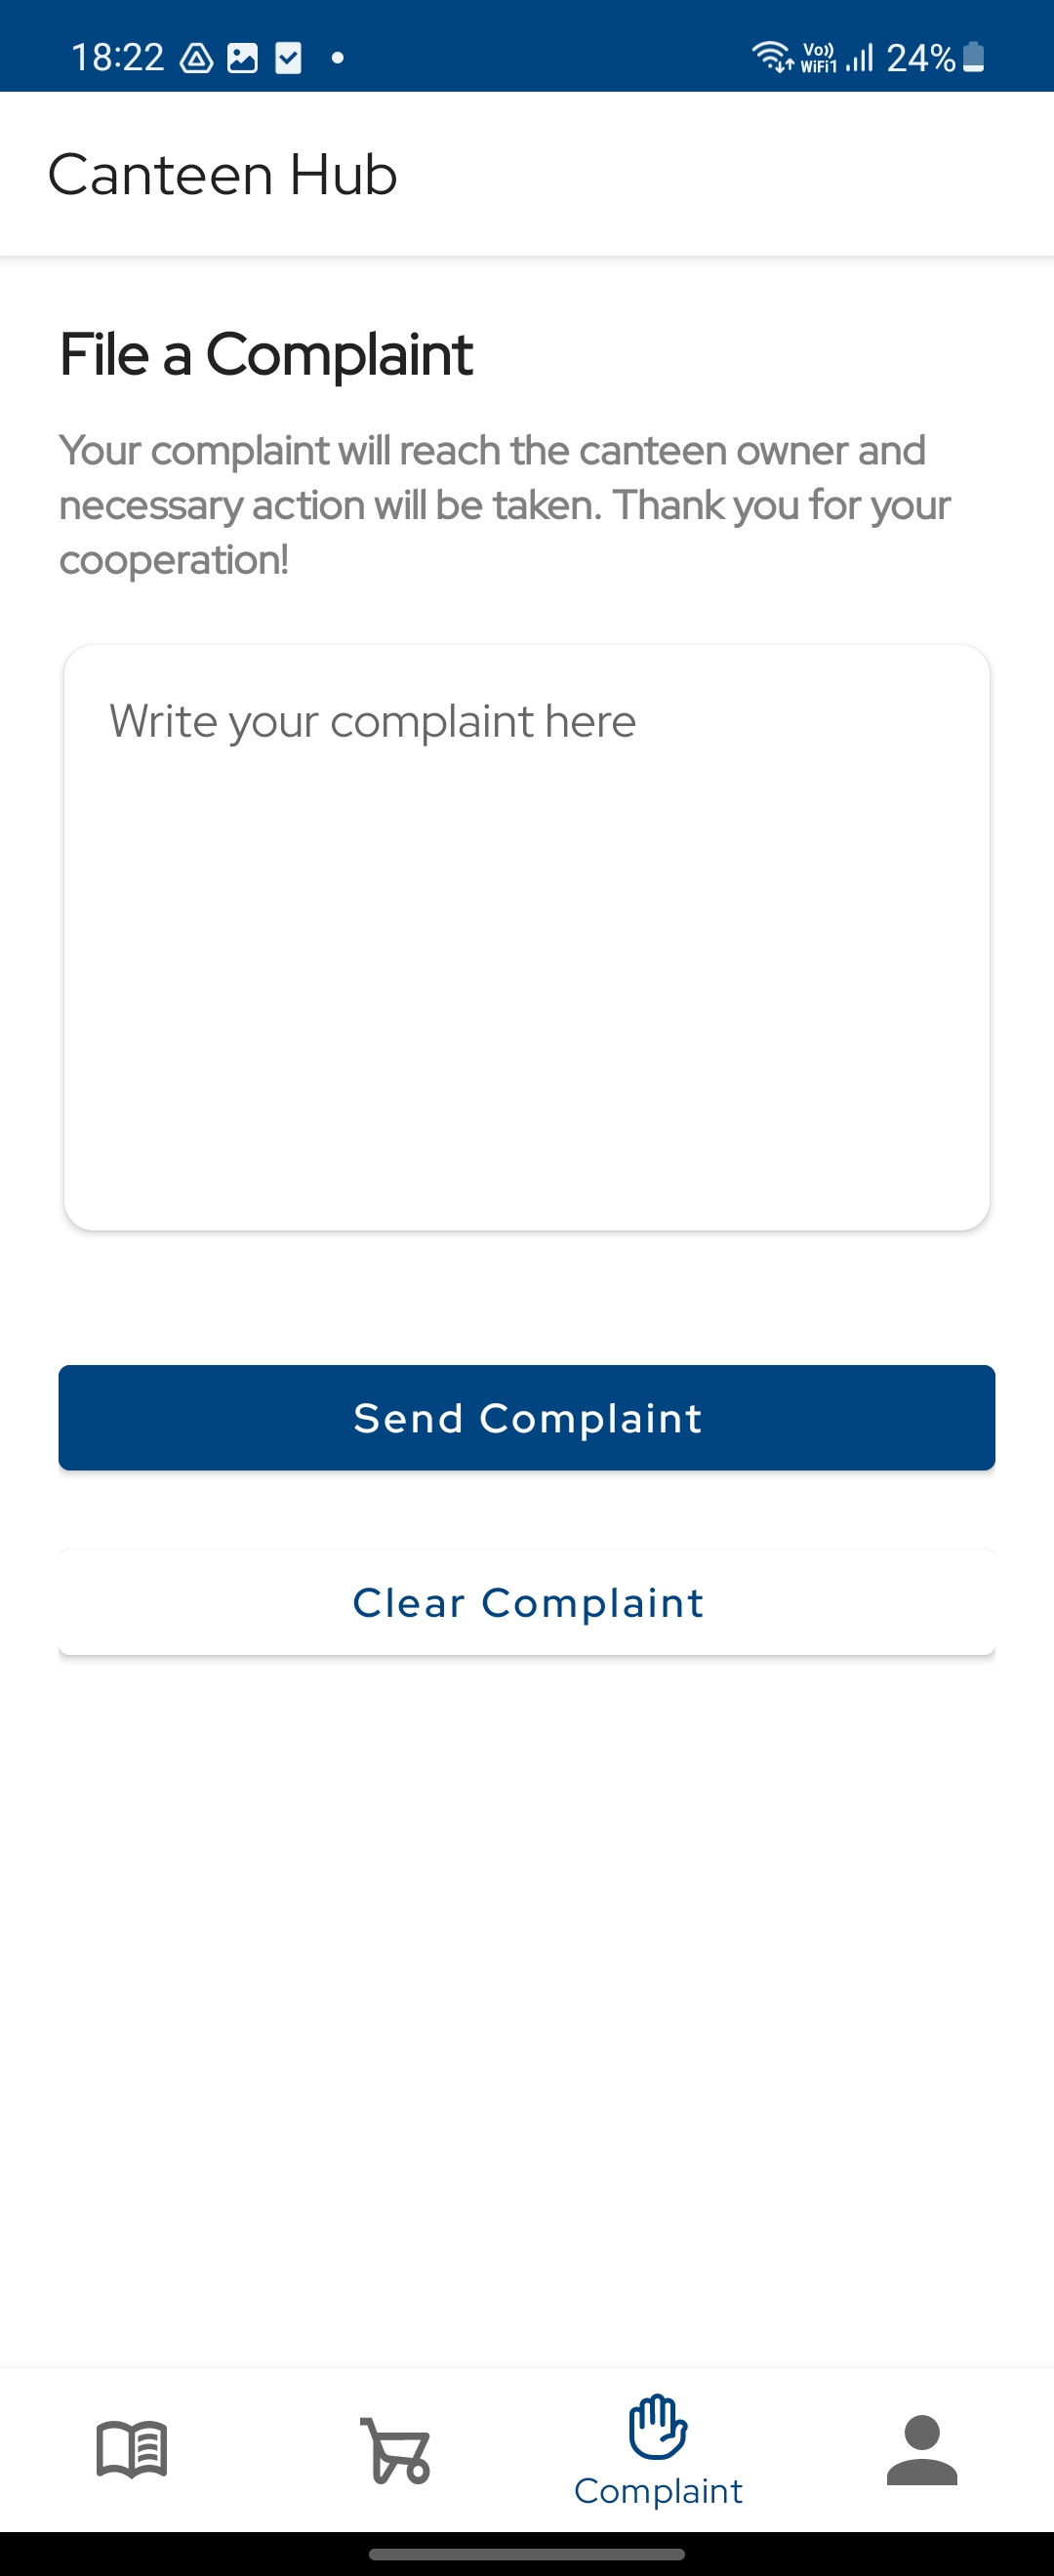 18:22
Vo)) WiFi1
24%
Canteen Hub
File a Complaint
Your complaint will reach the canteen owner and
necessary action will be taken. Thank you for your
cooperation!
Write your complaint here
Send Complaint
Clear Complaint
Complaint